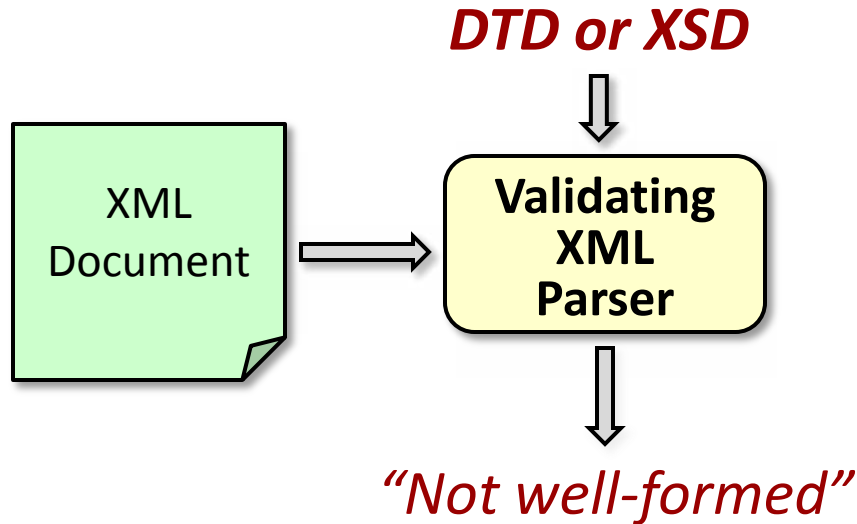 DTD or XSD
XML
Document
Validating
XML
Parser
“Not well-formed”